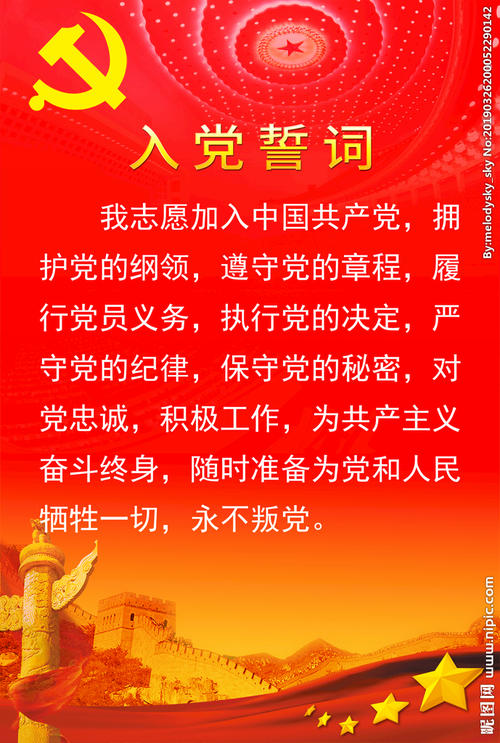 入党誓词
我志愿加入中国共产党，拥
护党的纲领，遵守党的章程，履
行党员义务，执行党的决定，严
守党的纪律，保守党的秘密，对
党忠诚，积极工作，为共产主义
奋斗终身，随时准备为党和人民
牺牲一切，永不叛党。
By:melodysky_sky No:20190326200052290142
昵图网 www.nipic.com